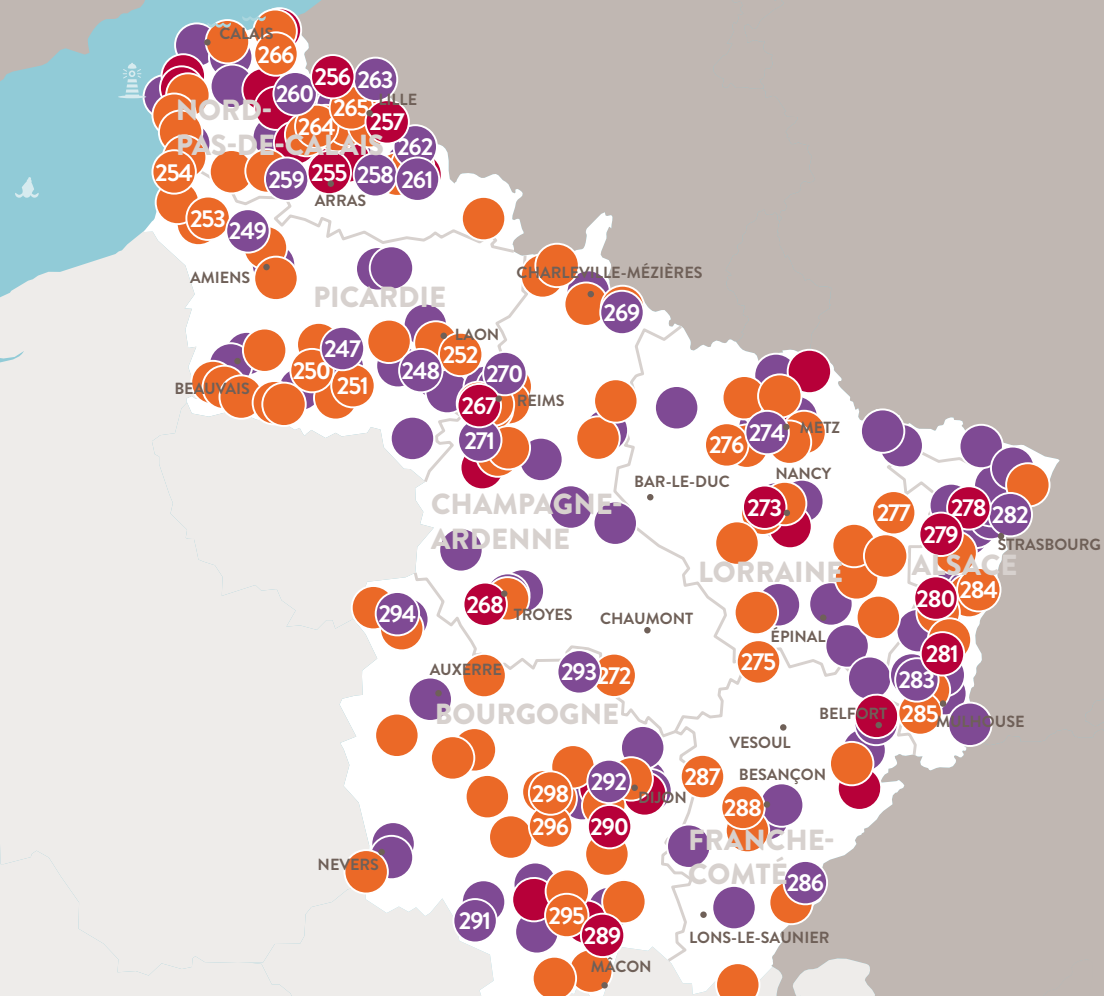 CALAIS
266
256
263
260
265
LILLE
NORD-
257
264
PAS-DE-CALAIS
262
254
259
255
258
261
ARRAS
253
249
AMIENS
CHARLEVILLE-MÉZIÈRES
PICARDIE
269
LAON
247
252
250
248
270
BEAUVAIS
251
267
REIMS
271
276
274
METZ
NANCY
BAR-LE-DUC
CHAMPAGNE-
273
277
278
282
ARDENNE
279
STRASBOURG
LORRAINE
ALSACE
284
280
268
294
TROYES
CHAUMONT
ÉPINAL
281
275
AUXERRE
293
272
283
BOURGOGNE
BELFORT
285
MULHOUSE
VESOUL
287
BESANÇON
292
298
DIJON
288
296
290
FRANCHE-
NEVERS
COMTÉ
286
291
295
289
LONS-LE-SAUNIER
MÂCON